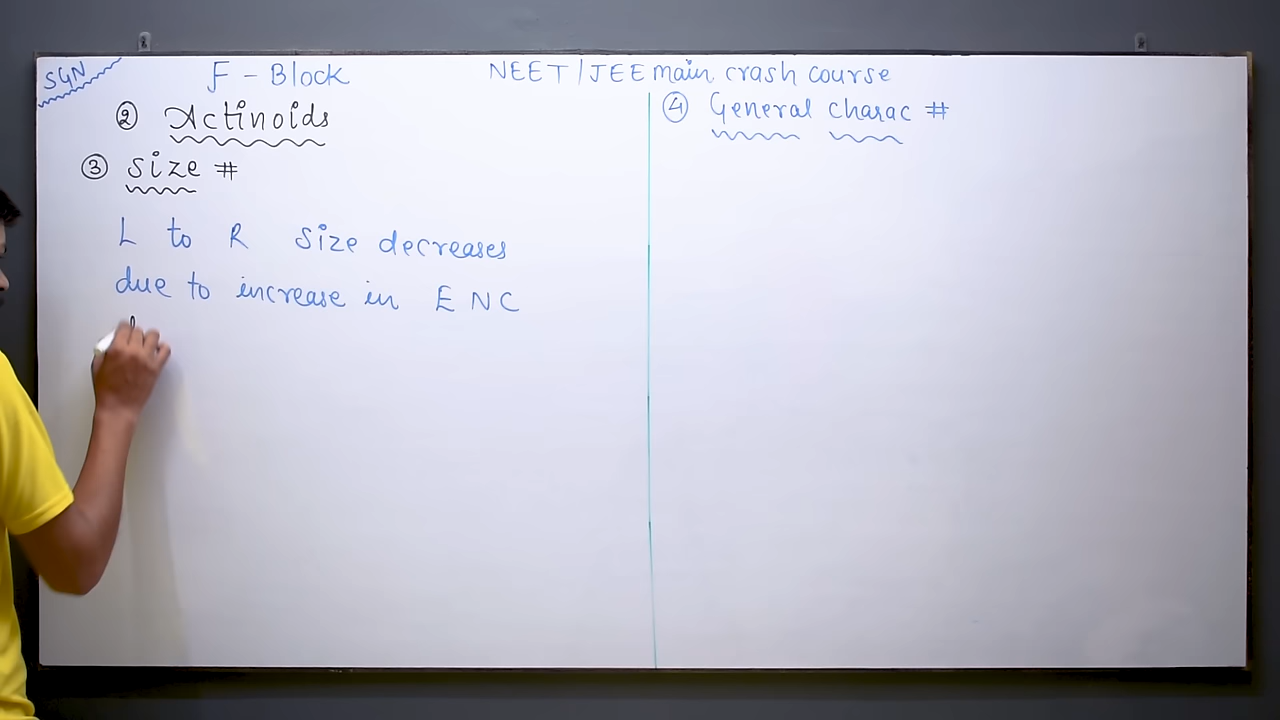 SGN
F - Block
NEET/JEE main crash course
② Actinoids
③ Size #
L to R Size decreases
due to increase in E N C
④ General charac #